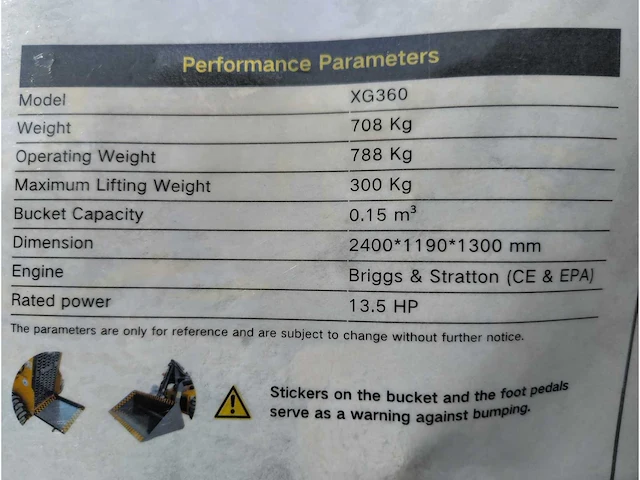 Performance Parameters
Model XG360
Weight 708 Kg
Operating Weight 788 Kg
Maximum Lifting Weight 300 Kg
Bucket Capacity 0.15 m³
Dimension 2400*1190*1300 mm
Engine Briggs & Stratton (CE & EPA)
Rated power 13.5 HP
The parameters are only for reference and are subject to change without further notice.
Stickers on the bucket and the foot pedals
serve as a warning against bumping.